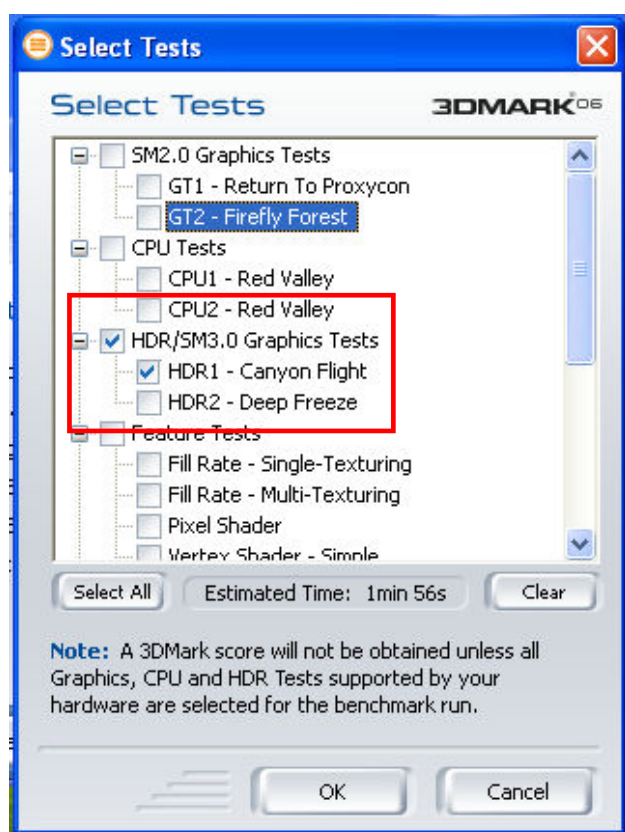 Select Tests
Select Tests
3DMARK®06
SM2.0 Graphics Tests
GT1 - Return To Proxycon
GT2 - Firefly Forest
CPU Tests
CPU1 - Red Valley
CPU2 - Red Valley
HDR/SM3.0 Graphics Tests
HDR1 - Canyon Flight
HDR2 - Deep Freeze
Feature Tests
Fill Rate - Single-Texturing
Fill Rate - Multi-Texturing
Pixel Shader
Vertex Shader - Simple
Select All Estimated Time: 1min 56s Clear
Note: A 3DMark score will not be obtained unless all
Graphics, CPU and HDR Tests supported by your
hardware are selected for the benchmark run.
OK Cancel